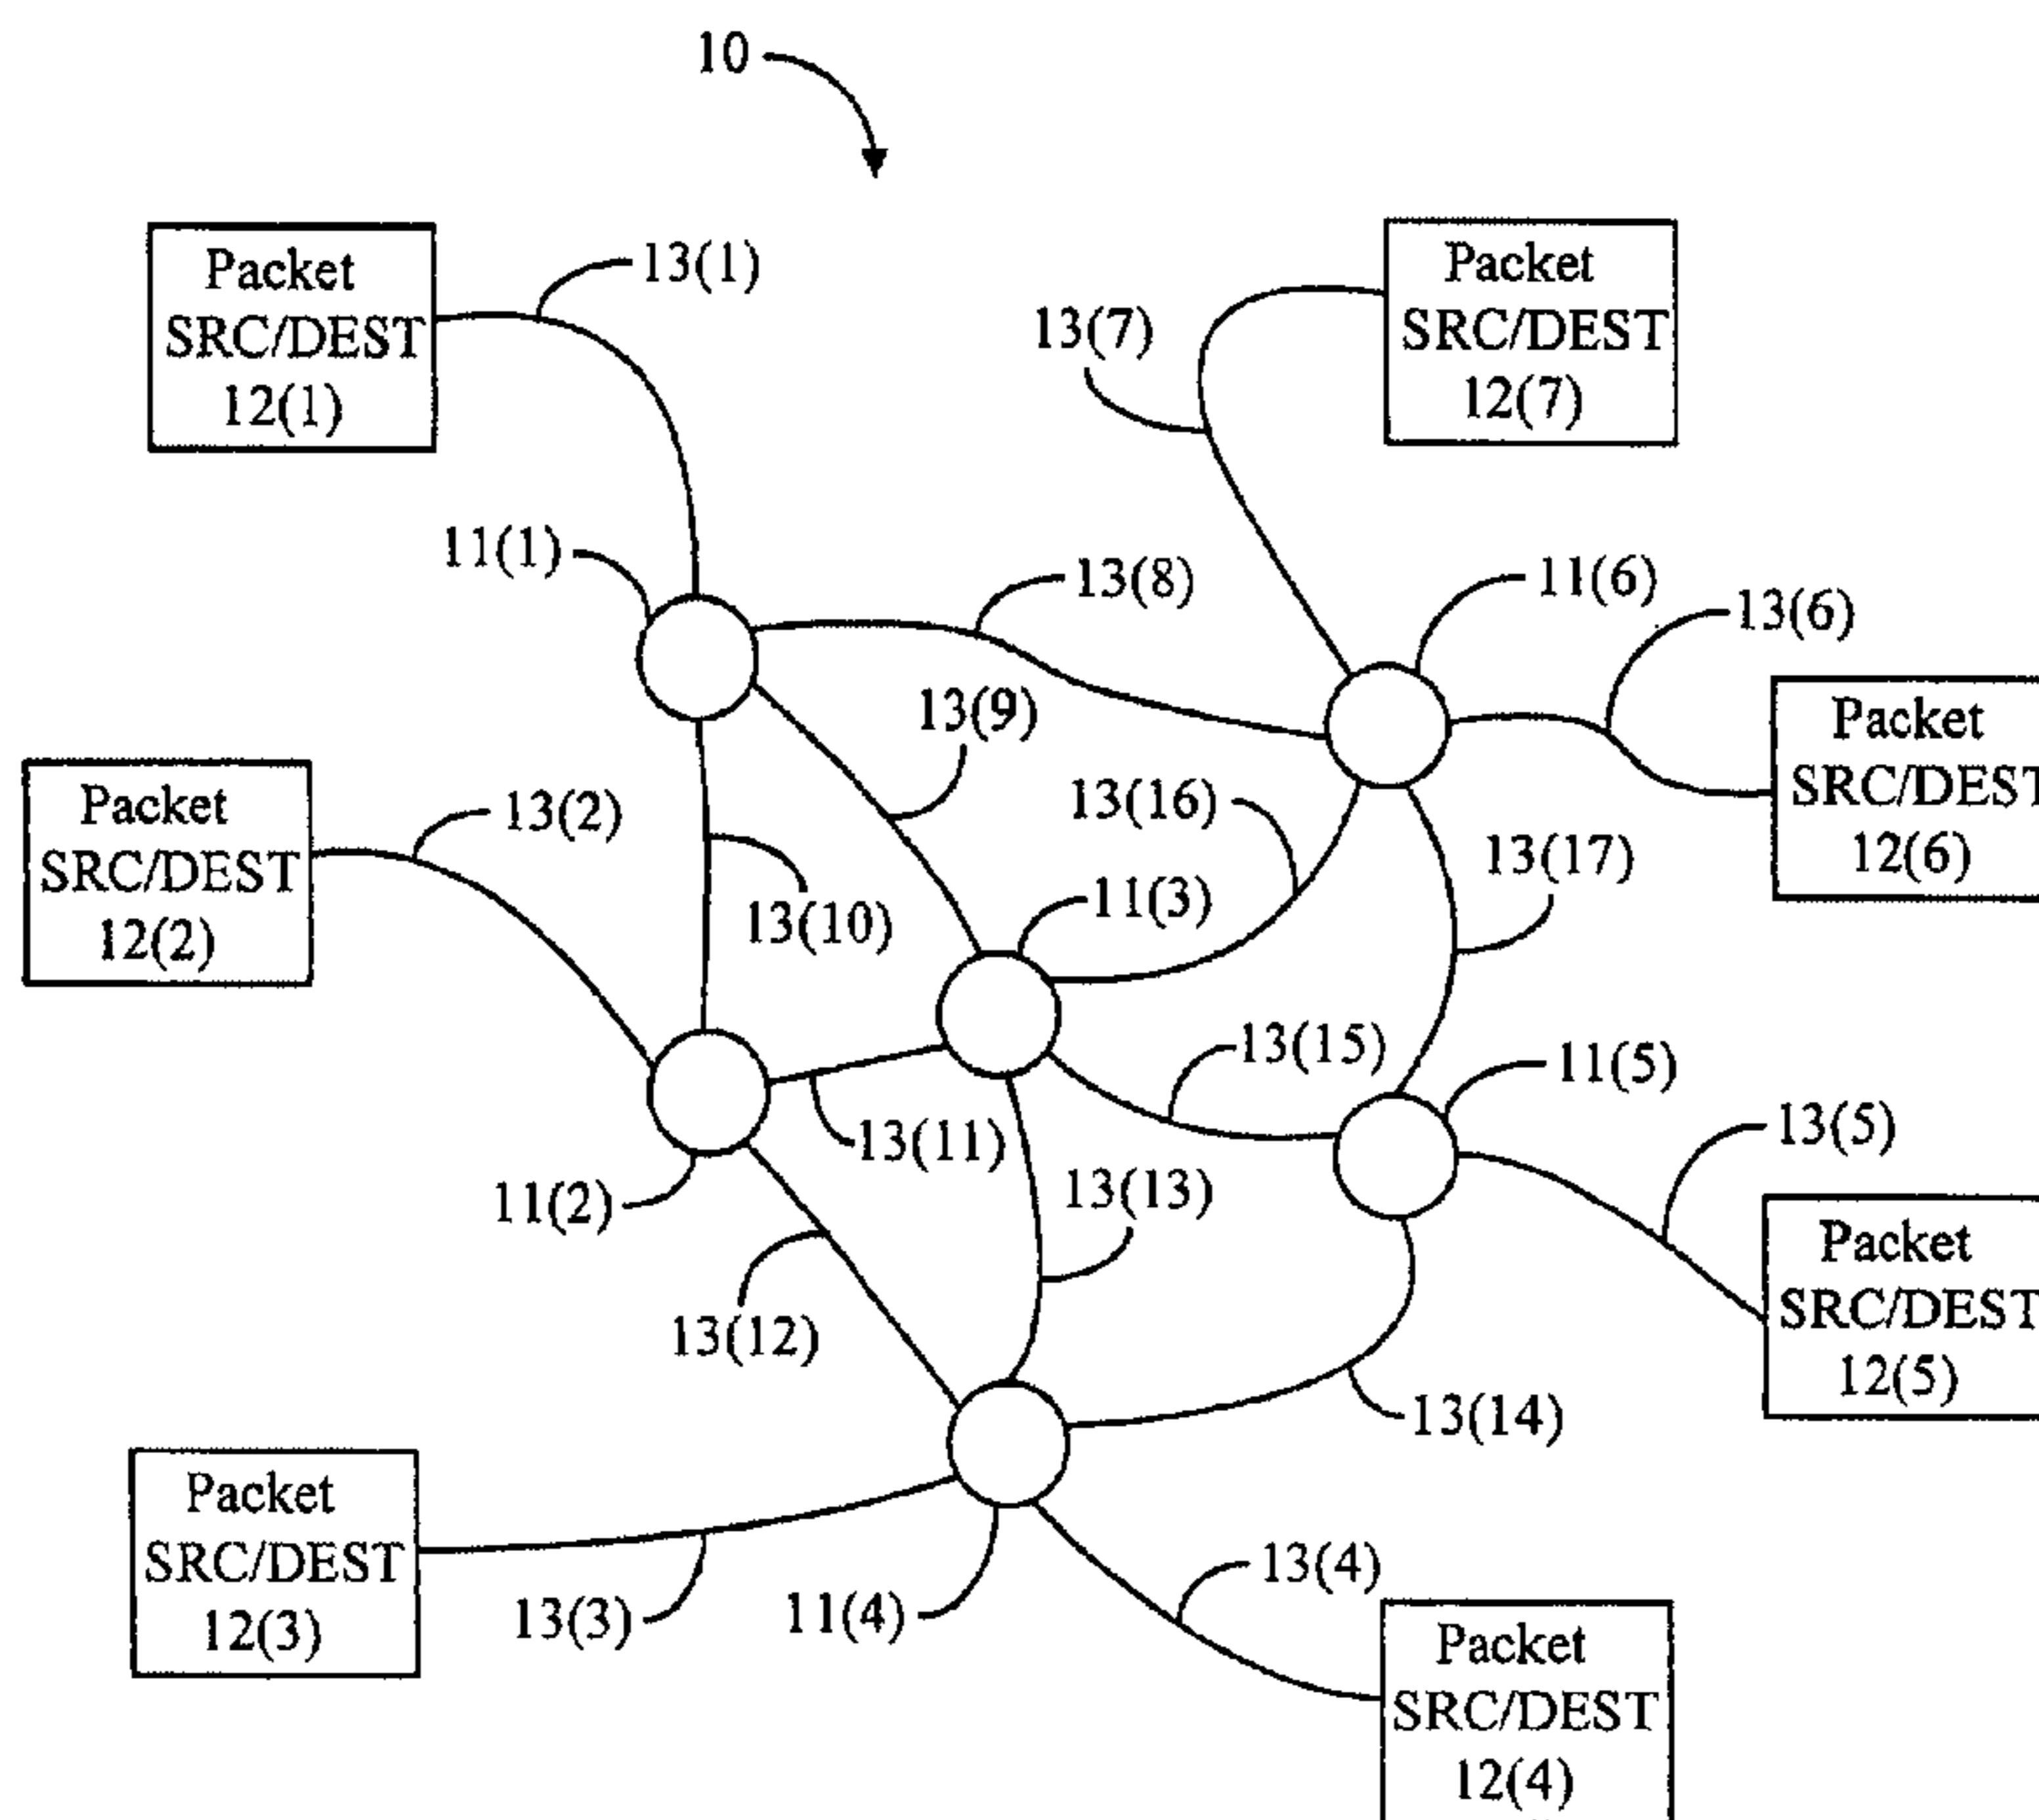 10
Packet
SRC/DEST
12(1)
13(1)
Packet
SRC/DEST
12(7)
13(7)
11(1)
13(8)
11(6)
13(6)
Packet
SRC/DEST
12(6)
13(9)
13(16)
13(17)
Packet
SRC/DEST
12(2)
13(2)
13(10)
11(3)
13(15)
11(5)
13(5)
13(11)
11(2)
13(13)
Packet
SRC/DEST
12(5)
13(12)
13(14)
Packet
SRC/DEST
12(3)
13(3)
11(4)
13(4)
Packet
SRC/DEST
12(4)